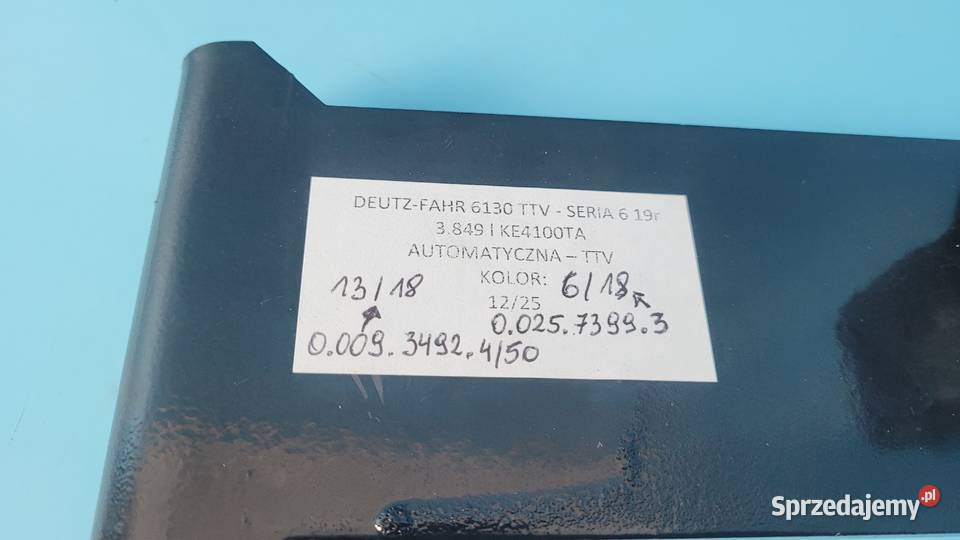 DEUTZ-FAHR 6130 TTV - SERIA 6 19r
3.849 l KE4100TA
AUTOMATYCZNA – TTV
13/18 KOLOR: 6/18
12/25
0.025.7399.3
0.009.3492.4/50
Sprzedajemy.pl